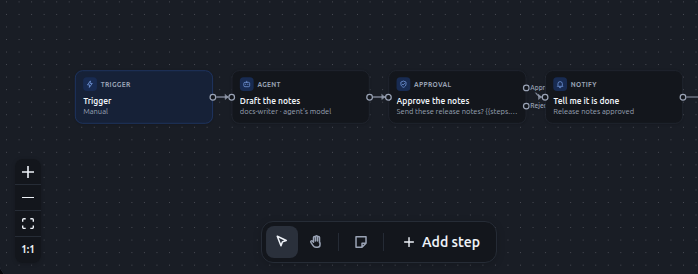 TRIGGER
Trigger
Manual
AGENT
Draft the notes
docs-writer · agent's model
APPROVAL
Approve the notes
Send these release notes? {{steps....
Appr
Rejec
NOTIFY
Tell me it is done
Release notes approved
1:1
Add step